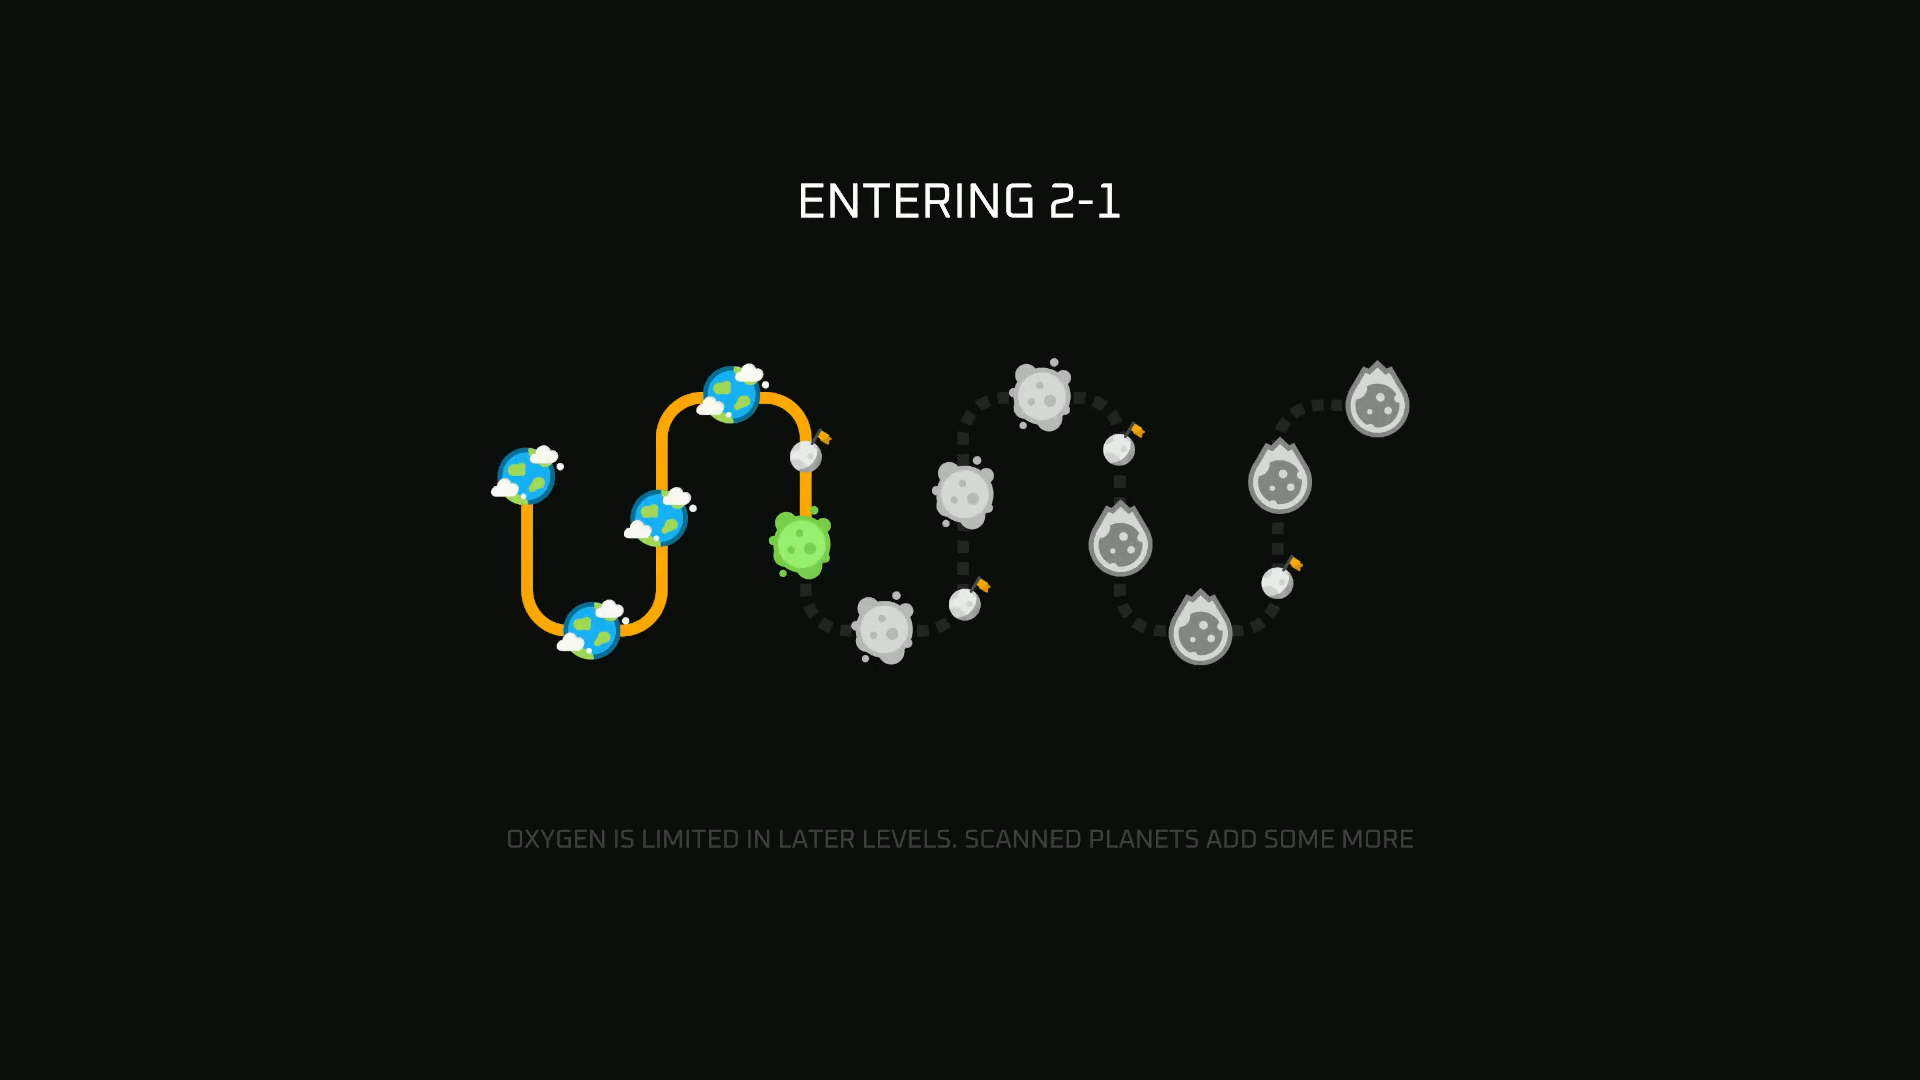 ENTERING 2-1
OXYGEN IS LIMITED IN LATER LEVELS. SCANNED PLANETS ADD SOME MORE